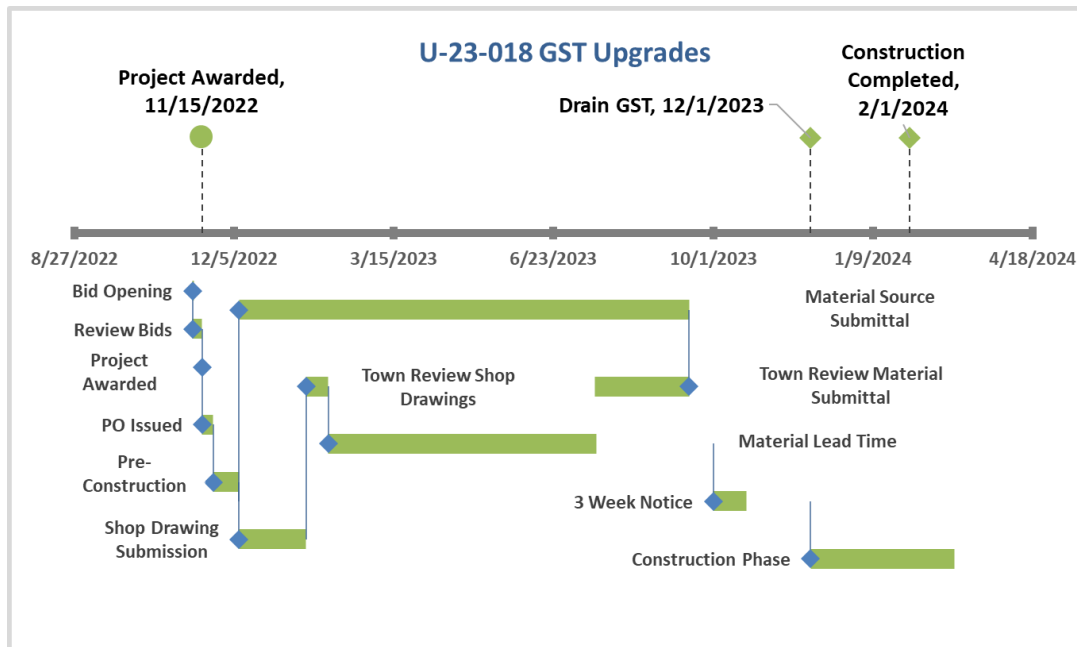 U-23-018 GST Upgrades
Project Awarded,
11/15/2022
Drain GST, 12/1/2023
Construction
Completed,
2/1/2024
8/27/2022
12/5/2022
3/15/2023
6/23/2023
10/1/2023
1/9/2024
4/18/2024
Bid Opening
Material Source
Submittal
Review Bids
Project
Awarded
Town Review Shop
Drawings
Town Review Material
Submittal
PO Issued
Material Lead Time
Pre-
Construction
3 Week Notice
Shop Drawing
Submission
Construction Phase